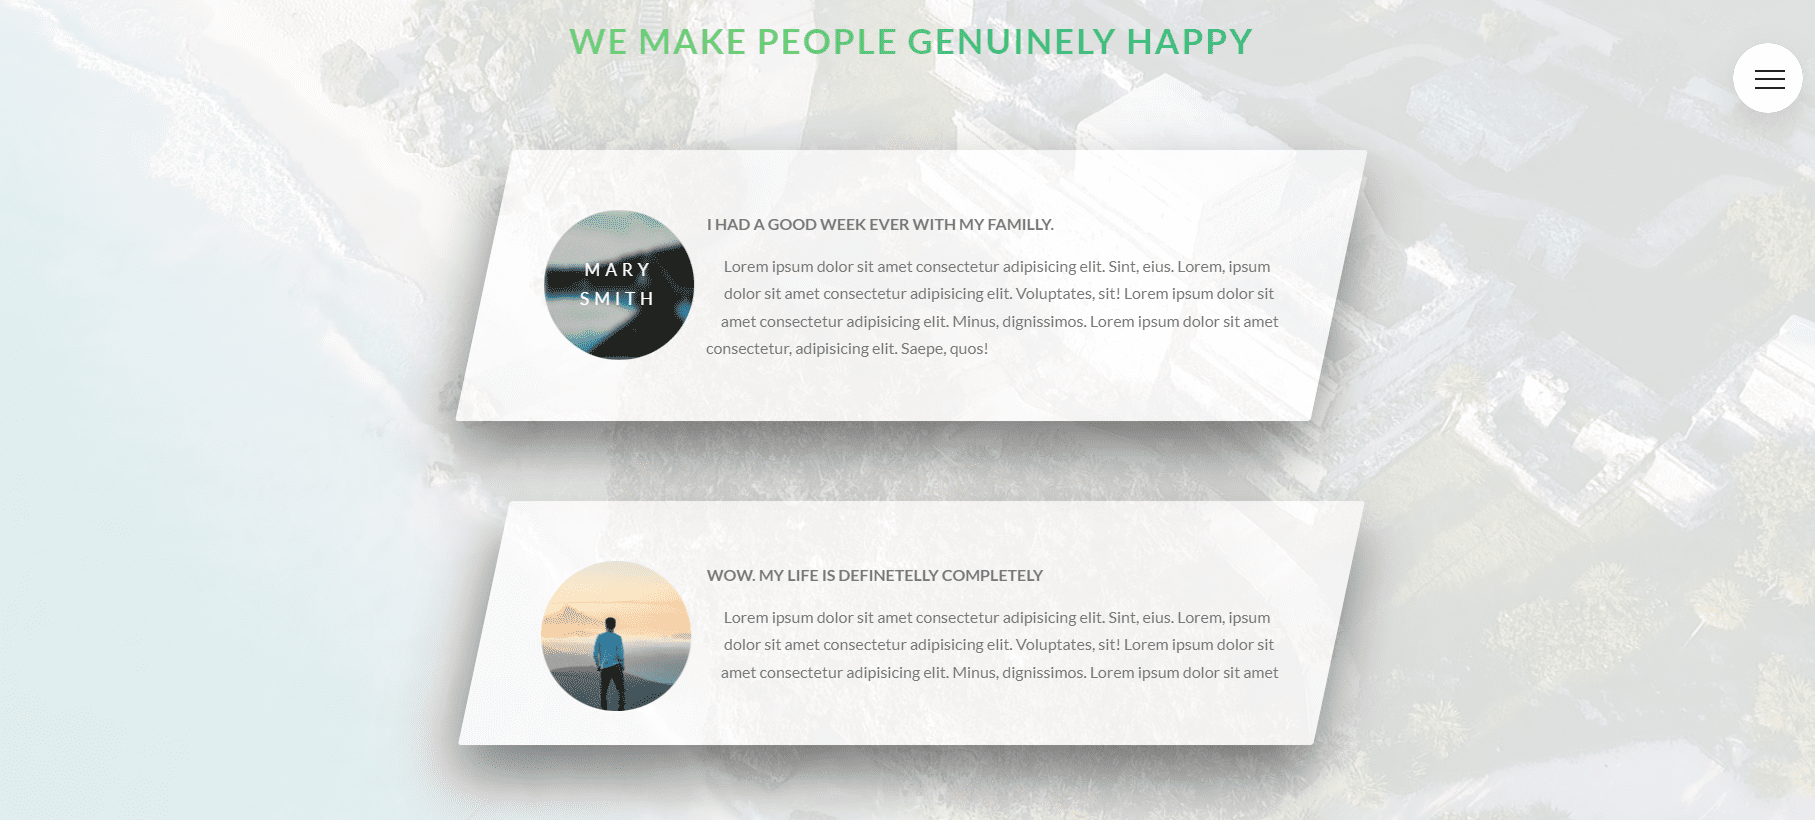 WE MAKE PEOPLE GENUINELY HAPPY
MARY
SMITH
I HAD A GOOD WEEK EVER WITH MY FAMILLY.
Lorem ipsum dolor sit amet consectetur adipisicing elit. Sint, eius. Lorem, ipsum
dolor sit amet consectetur adipisicing elit. Voluptates, sit! Lorem ipsum dolor sit
amet consectetur adipisicing elit. Minus, dignissimos. Lorem ipsum dolor sit amet
consectetur, adipisicing elit. Saepe, quos!
WOW. MY LIFE IS DEFINETELLY COMPLETELY
Lorem ipsum dolor sit amet consectetur adipisicing elit. Sint, eius. Lorem, ipsum
dolor sit amet consectetur adipisicing elit. Voluptates, sit! Lorem ipsum dolor sit
amet consectetur adipisicing elit. Minus, dignissimos. Lorem ipsum dolor sit amet